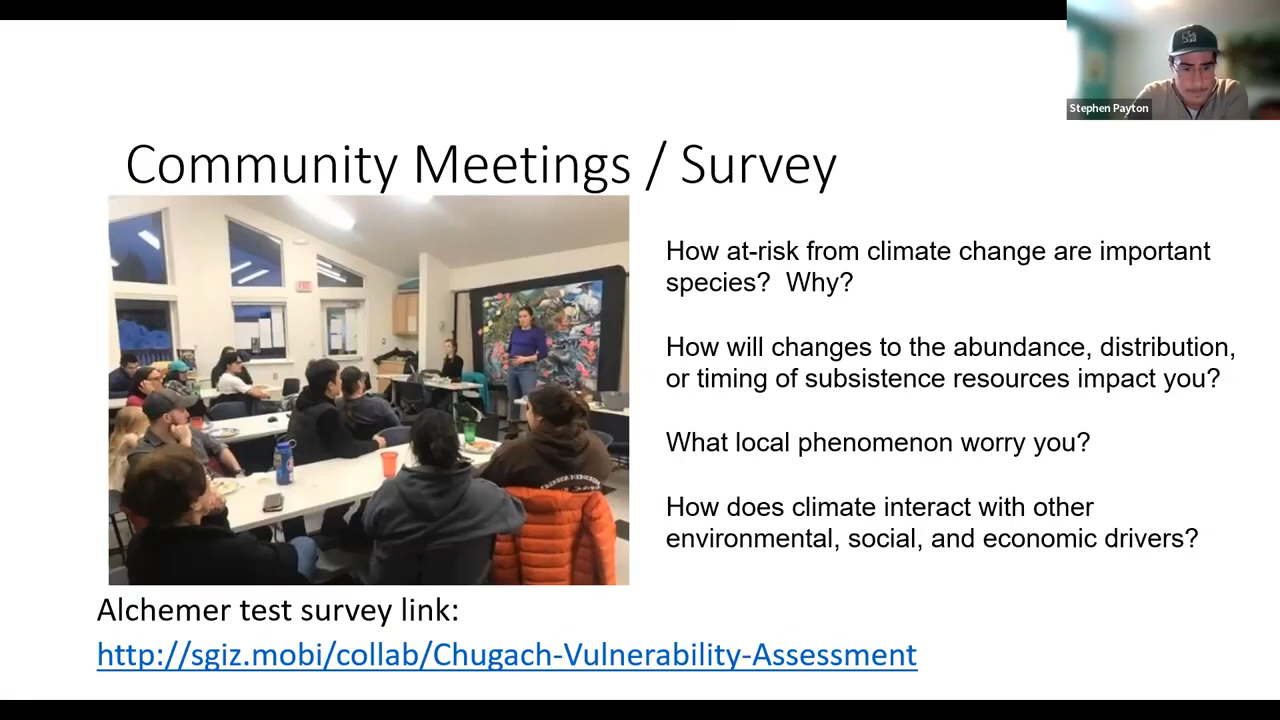 Stephen Payton
Community Meetings / Survey
How at-risk from climate change are important
species?  Why?
How will changes to the abundance, distribution,
or timing of subsistence resources impact you?
What local phenomenon worry you?
How does climate interact with other
environmental, social, and economic drivers?
Alchemer test survey link:
http://sgiz.mobi/collab/Chugach-Vulnerability-Assessment